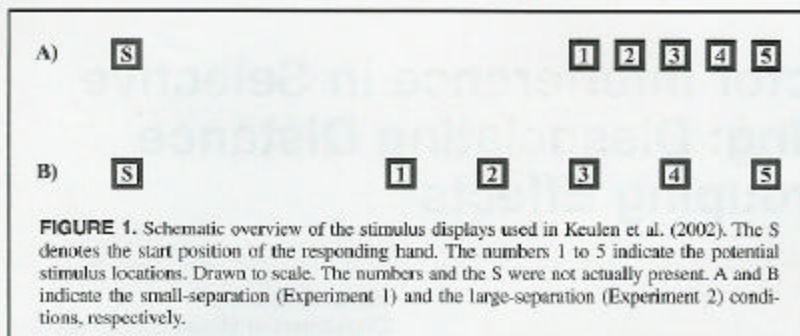 A) S 1 2 3 4 5
B) S 1 2 3 4 5
FIGURE 1. Schematic overview of the stimulus displays used in Keulen et al. (2002). The S
denotes the start position of the responding hand. The numbers 1 to 5 indicate the potential
stimulus locations. Drawn to scale. The numbers and the S were not actually present. A and B
indicate the small-separation (Experiment 1) and the large-separation (Experiment 2) condi-
tions, respectively.